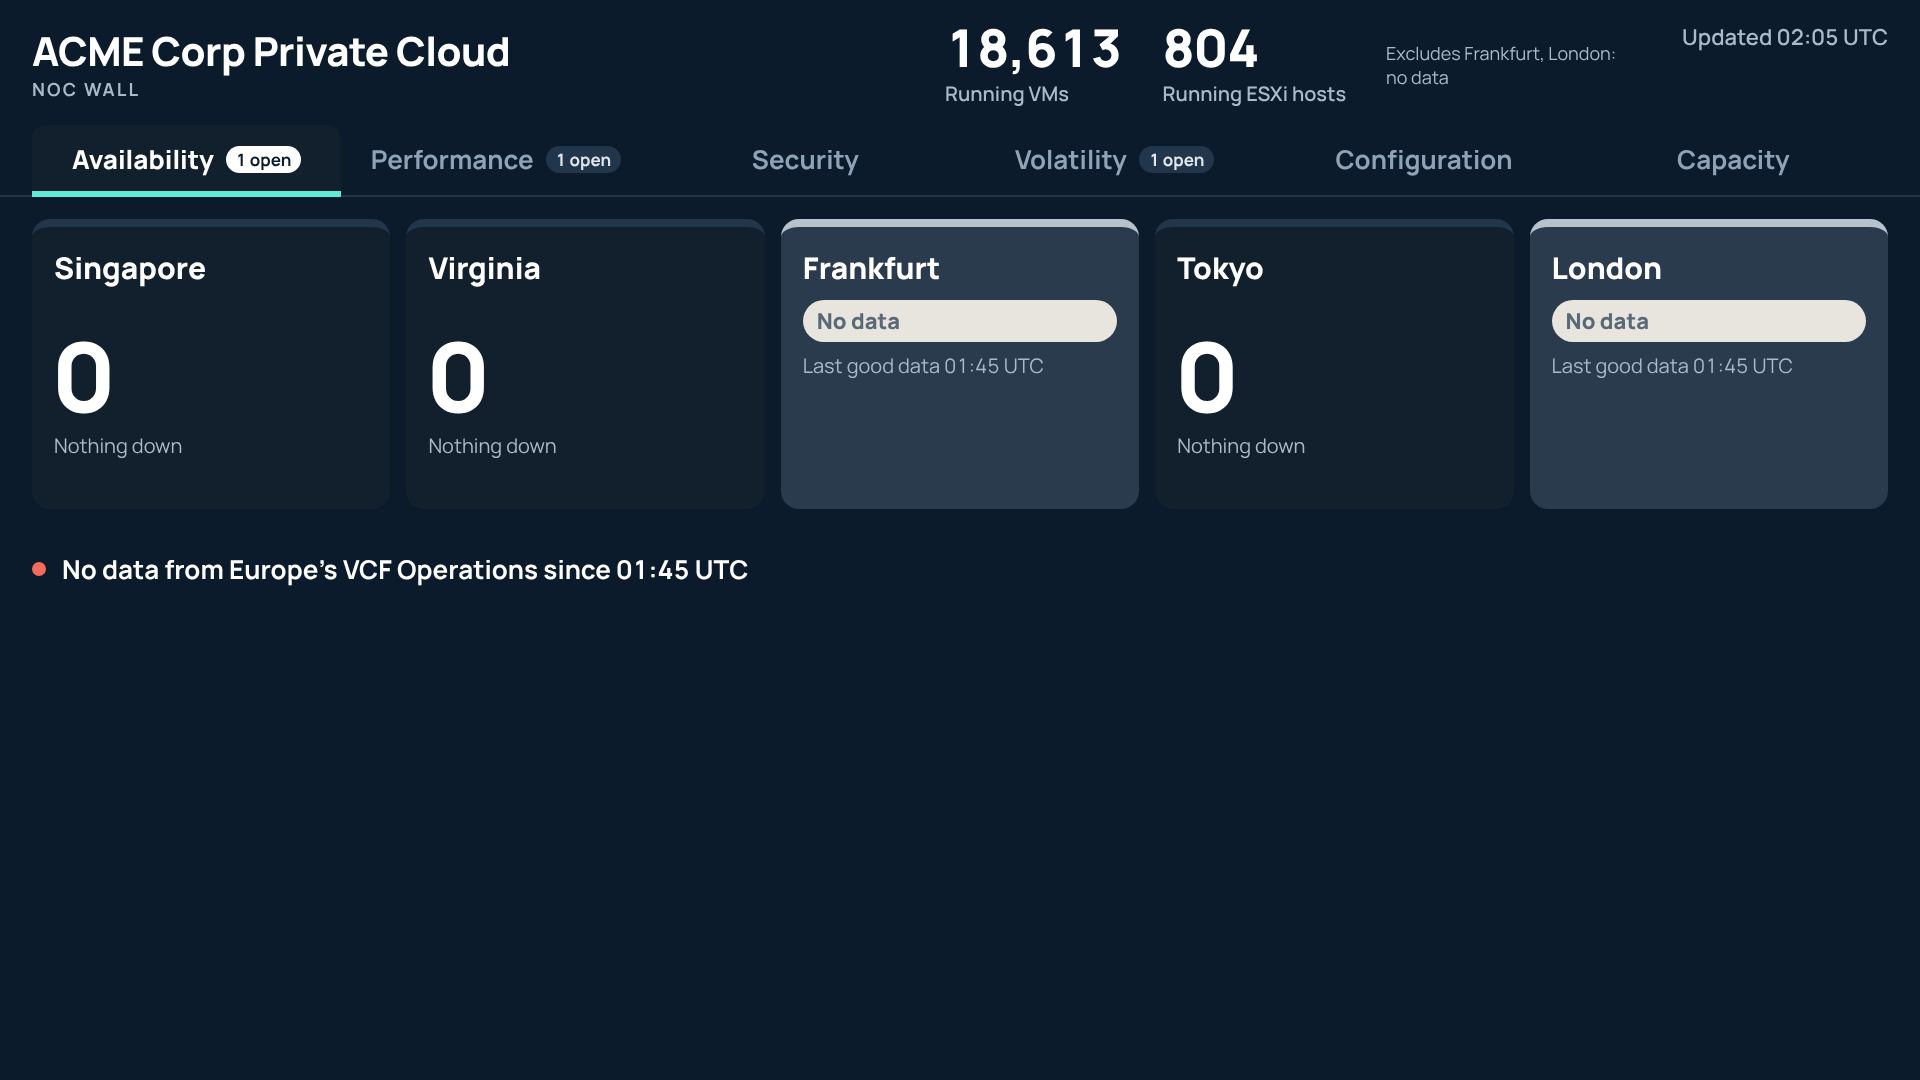 ACME Corp Private Cloud
NOC WALL
18,613
Running VMs
804
Running ESXi hosts
Excludes Frankfurt, London:
no data
Updated 02:05 UTC
Availability 1 open
Performance 1 open
Security
Volatility 1 open
Configuration
Capacity
Singapore
0
Nothing down
Virginia
0
Nothing down
Frankfurt
No data
Last good data 01:45 UTC
Tokyo
0
Nothing down
London
No data
Last good data 01:45 UTC
No data from Europe’s VCF Operations since 01:45 UTC